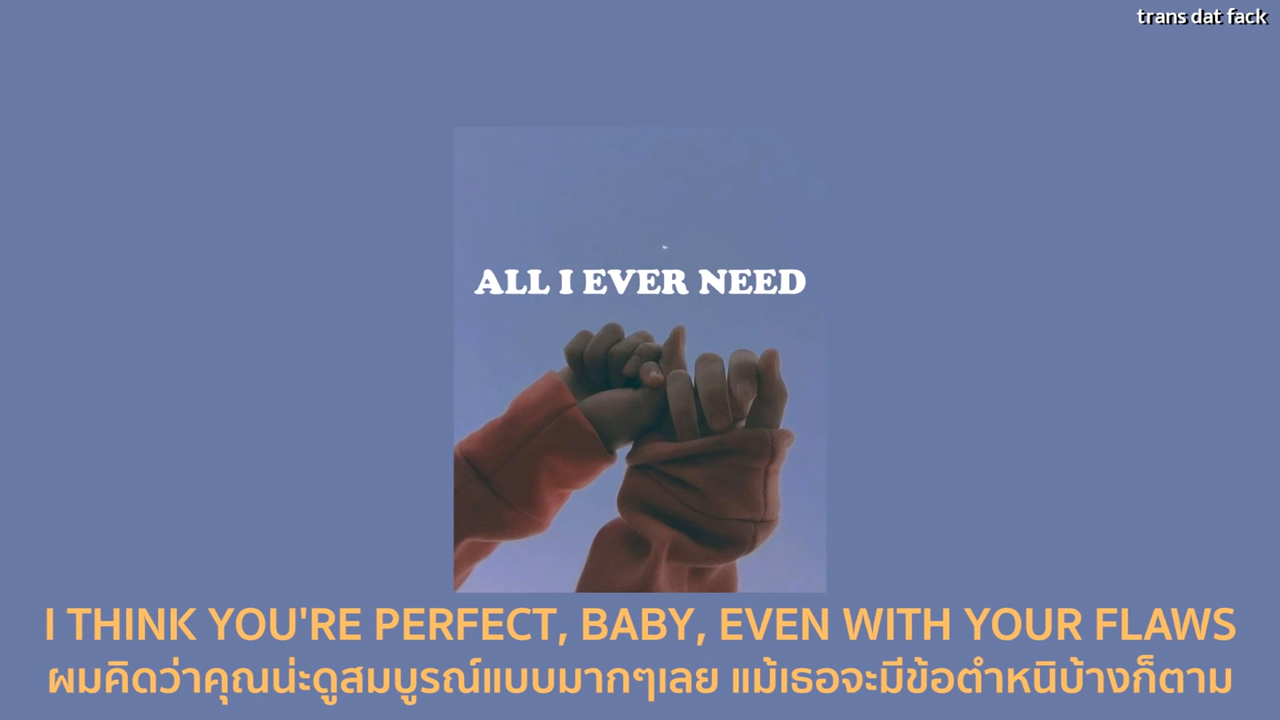 trans dat fack
ALL I EVER NEED
I THINK YOU'RE PERFECT, BABY, EVEN WITH YOUR FLAWS
ผมคิดว่าคุณน่ะดูสมบูรณ์แบบมากๆเลย แม้เธอจะมีข้อตำหนิบ้างก็ตาม